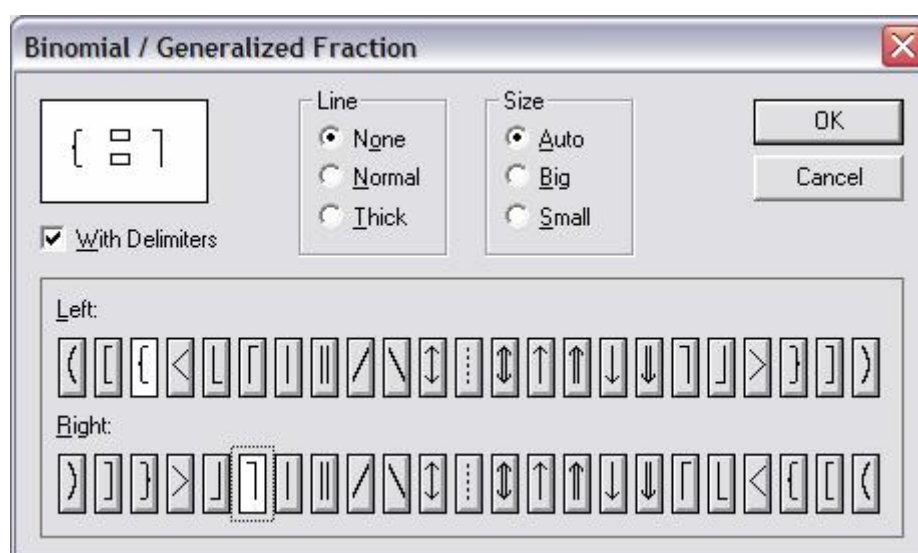 Binomial / Generalized Fraction
Line
None
Normal
Thick
Size
Auto
Big
Small
OK
Cancel
With Delimiters
Left:
( [ { < ⌊ ⌈ | ‖ / \ ↕ ┊ ⇕ ↑ ⇑ ↓ ⇓ ⌉ ⌋ > } ] )
Right:
) ] } > ⌋ ⌉ | ‖ / \ ↕ ┊ ⇕ ↑ ⇑ ↓ ⇓ ⌈ ⌊ < { [ (